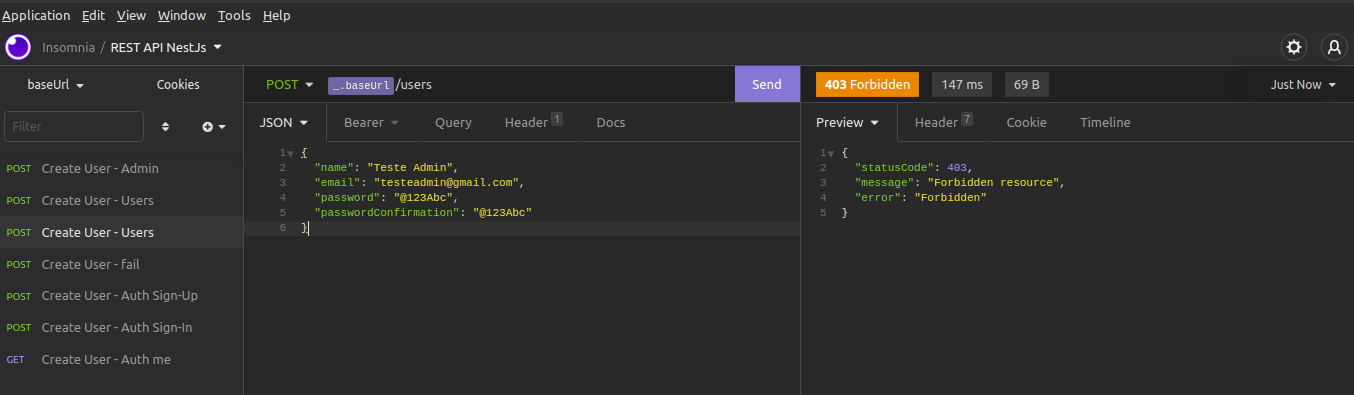 Application Edit View Window Tools Help
Insomnia / REST API NestJs
baseUrl Cookies
POST _.baseUrl/users Send
403 Forbidden 147 ms 69 B Just Now
Filter
JSON Bearer Query Header 1 Docs
Preview Header 7 Cookie Timeline
POST Create User - Admin
POST Create User - Users
POST Create User - Users
POST Create User - fail
POST Create User - Auth Sign-Up
POST Create User - Auth Sign-In
GET Create User - Auth me
1 {
2 "name": "Teste Admin",
3 "email": "testeadmin@gmail.com",
4 "password": "@123Abc",
5 "passwordConfirmation": "@123Abc"
6 }
1 {
2 "statusCode": 403,
3 "message": "Forbidden resource",
4 "error": "Forbidden"
5 }